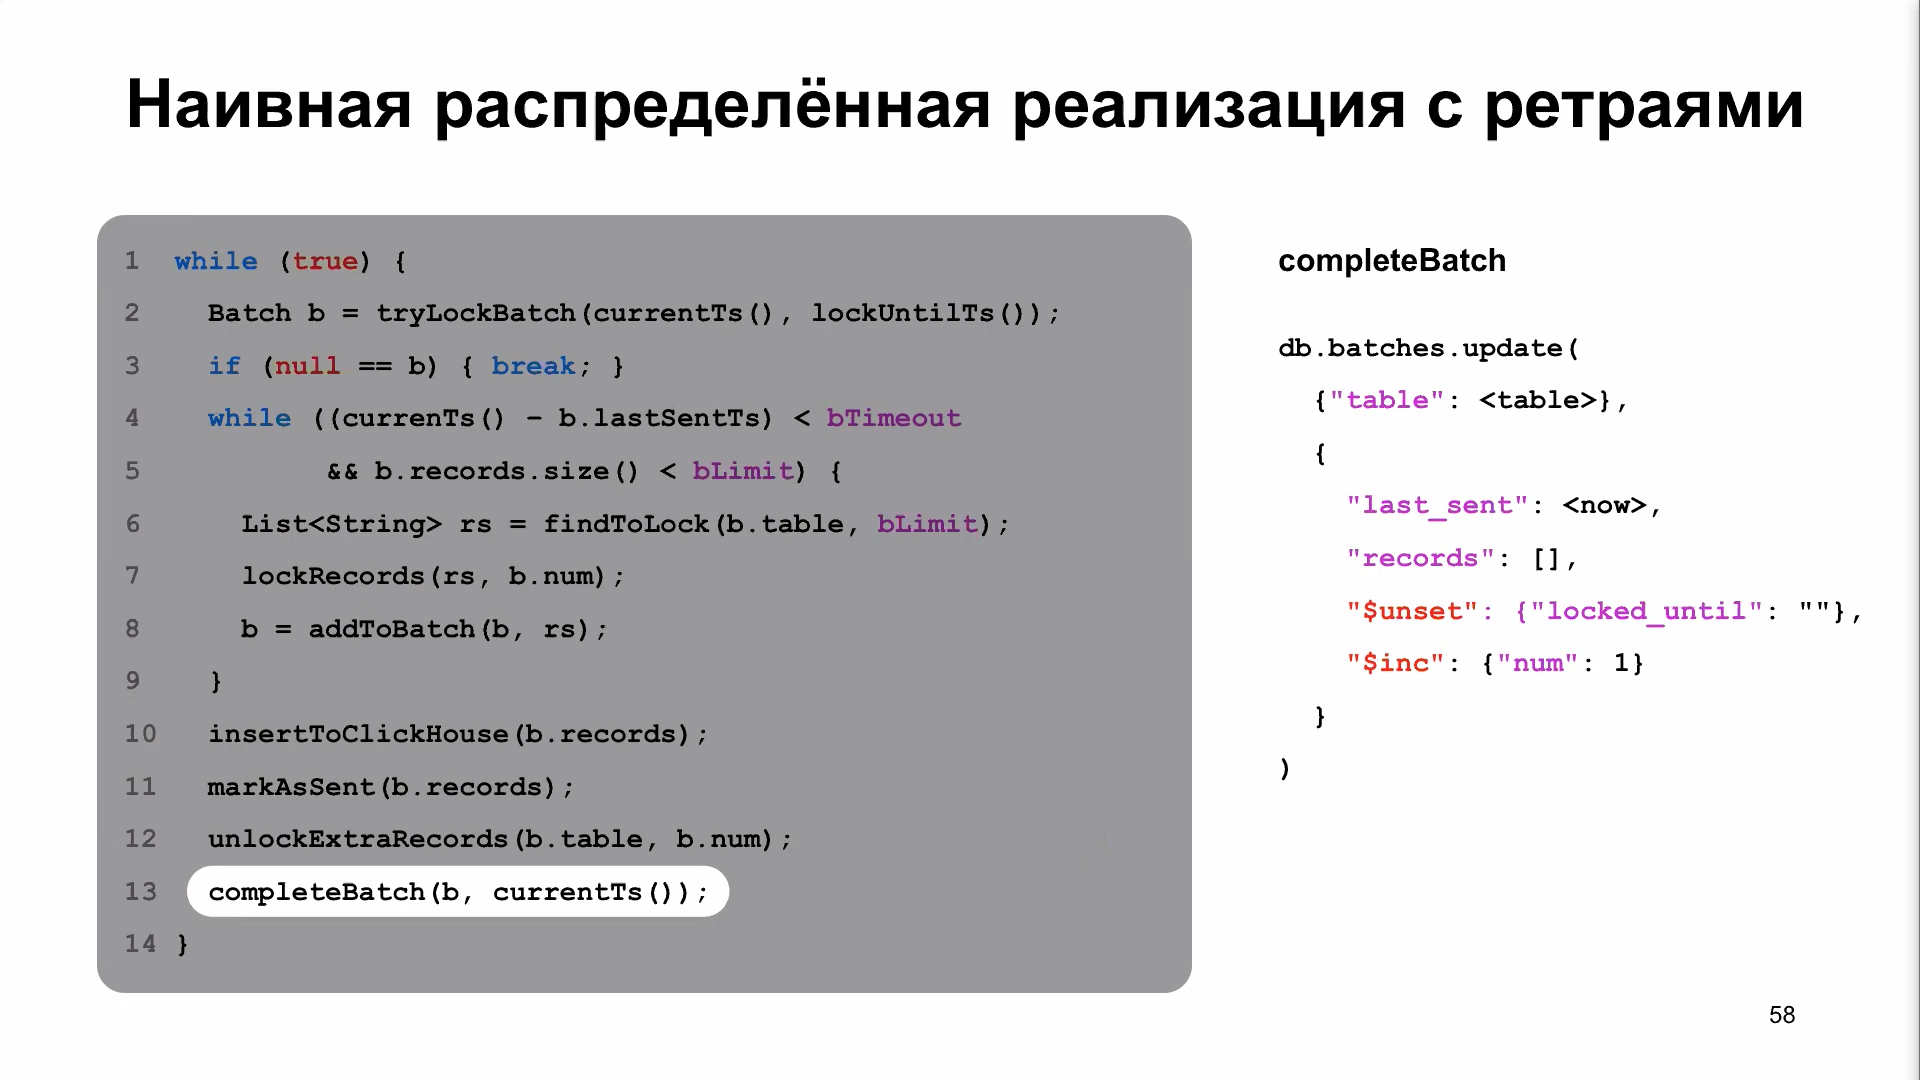 Наивная распределённая реализация с ретраями
1 while (true) {
2 Batch b = tryLockBatch(currentTs(), lockUntilTs());
3 if (null == b) { break; }
4 while ((currenTs() – b.lastSentTs) < bTimeout
5 && b.records.size() < bLimit) {
6 List<String> rs = findToLock(b.table, bLimit);
7 lockRecords(rs, b.num);
8 b = addToBatch(b, rs);
9 }
10 insertToClickHouse(b.records);
11 markAsSent(b.records);
12 unlockExtraRecords(b.table, b.num);
13 completeBatch(b, currentTs());
14 }
completeBatch
db.batches.update(
{"table": <table>},
{
"last_sent": <now>,
"records": [],
"$unset": {"locked_until": ""},
"$inc": {"num": 1}
}
)
58